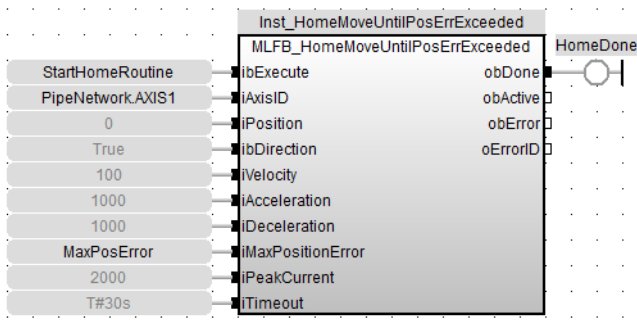 Inst_HomeMoveUntilPosErrExceeded
MLFB_HomeMoveUntilPosErrExceeded HomeDone
StartHomeRoutine ibExecute obDone
PipeNetwork.AXIS1 iAxisID obActive
0 iPosition obError
True ibDirection oErrorID
100 iVelocity
1000 iAcceleration
1000 iDeceleration
MaxPosError iMaxPositionError
2000 iPeakCurrent
T#30s iTimeout